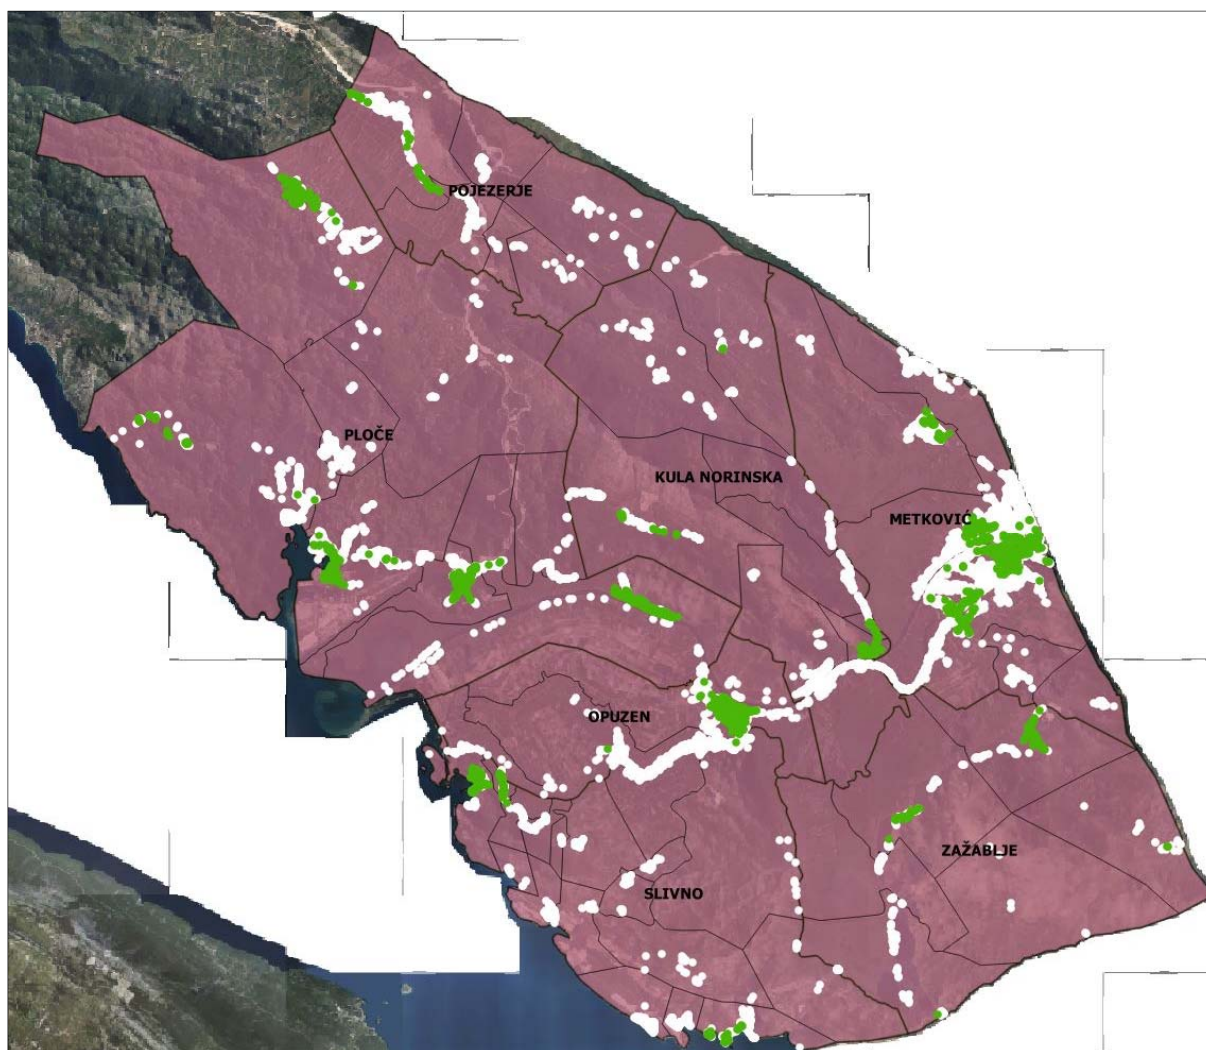 POJEZERJE
PLOČE
KULA NORINSKA
METKOVIĆ
OPUZEN
ZAŽABLJE
SLIVNO